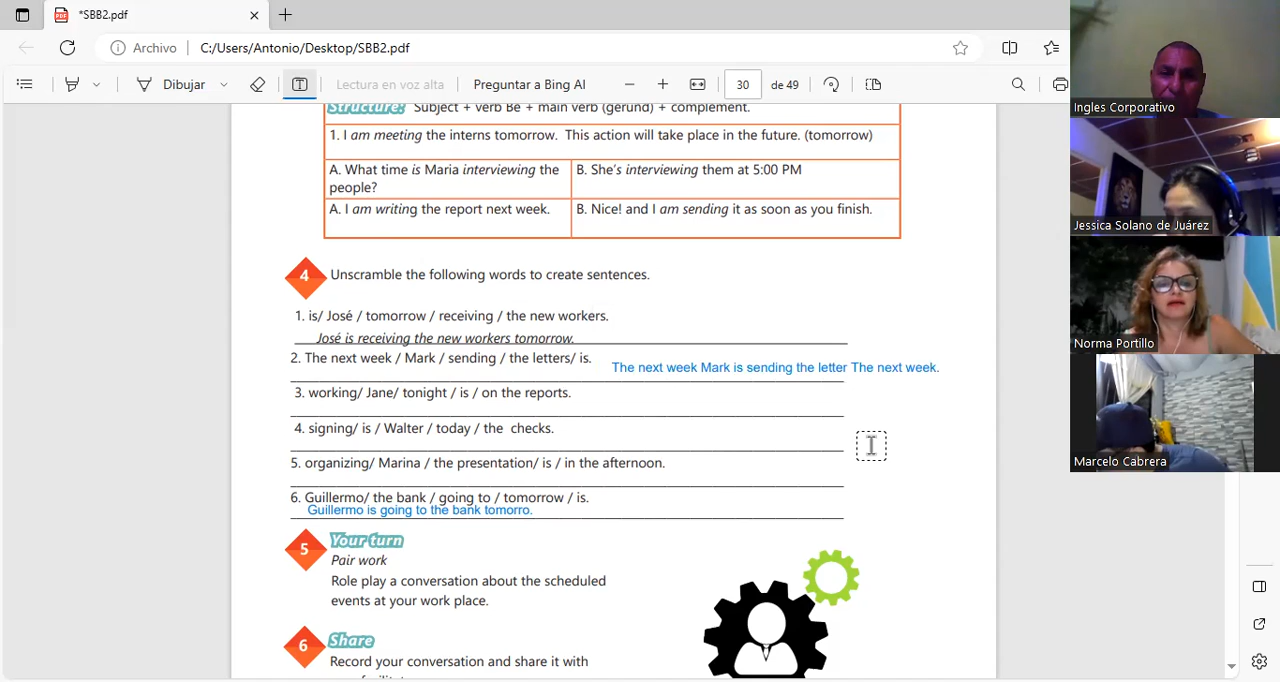 *SBB2.pdf
Archivo C:/Users/Antonio/Desktop/SBB2.pdf
Dibujar Lectura en voz alta Preguntar a Bing AI 30 de 49
Structure: Subject + verb Be + main verb (gerund) + complement.
1. I am meeting the interns tomorrow. This action will take place in the future. (tomorrow)
A. What time is Maria interviewing the people?
B. She's interviewing them at 5:00 PM
A. I am writing the report next week.
B. Nice! and I am sending it as soon as you finish.
4 Unscramble the following words to create sentences.
1. is/ José / tomorrow / receiving / the new workers.
José is receiving the new workers tomorrow.
2. The next week / Mark / sending / the letters/ is.
The next week Mark is sending the letter The next week.
3. working/ Jane/ tonight / is / on the reports.
4. signing/ is / Walter / today / the checks.
5. organizing/ Marina / the presentation/ is / in the afternoon.
6. Guillermo/ the bank / going to / tomorrow / is.
Guillermo is going to the bank tomorro.
5 Your turn
Pair work
Role play a conversation about the scheduled
events at your work place.
6 Share
Record your conversation and share it with
Ingles Corporativo
Jessica Solano de Juárez
Norma Portillo
Marcelo Cabrera